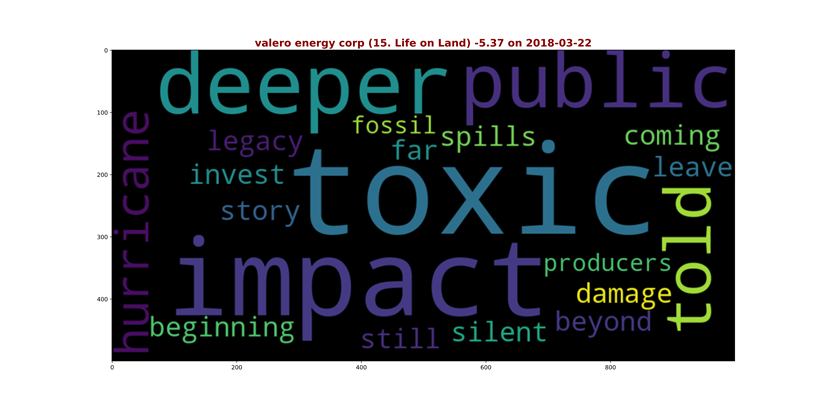 valero energy corp (15. Life on Land) -5.37 on 2018-03-22
0
100
200
300
400
0
200
400
600
800
deeper
public
hurricane
fossil
spills
coming
legacy
far
leave
invest
toxic
story
told
impact
producers
damage
beginning
still
silent
beyond